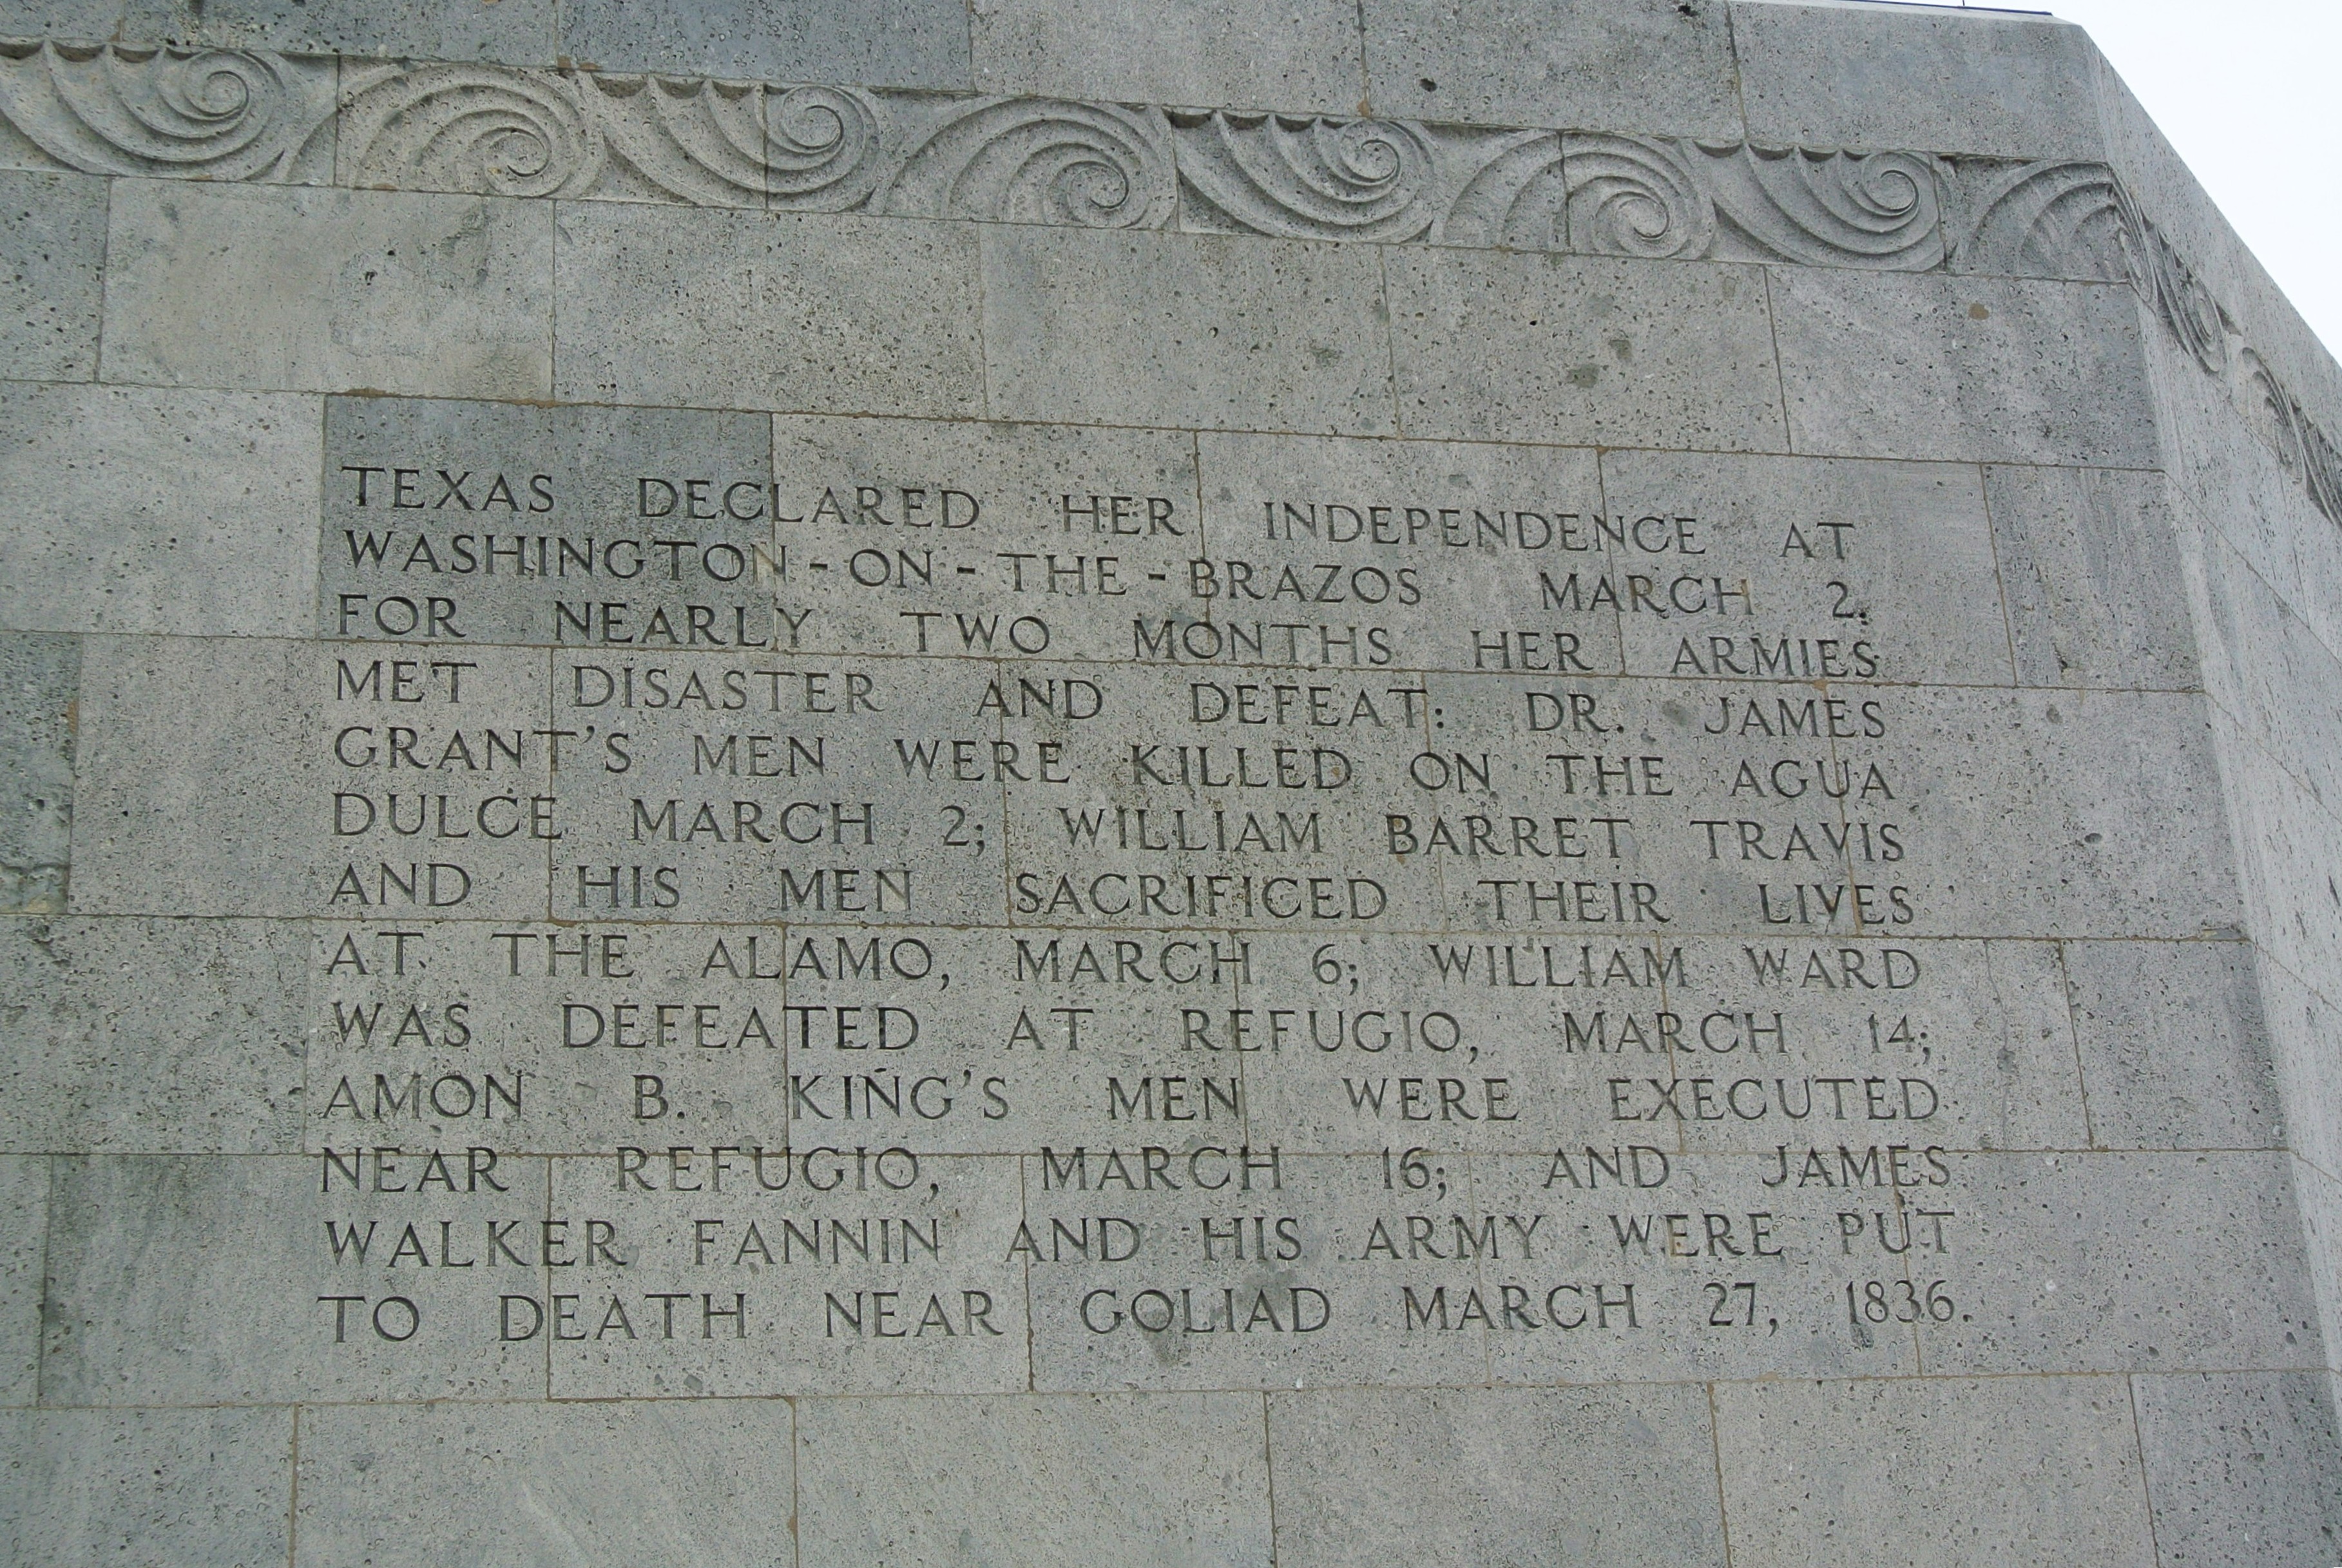 TEXAS DECLARED HER INDEPENDENCE AT
WASHINGTON-ON-THE-BRAZOS MARCH 2.
FOR NEARLY TWO MONTHS HER ARMIES
MET DISASTER AND DEFEAT: DR. JAMES
GRANT'S MEN WERE KILLED ON THE AGUA
DULCE MARCH 2; WILLIAM BARRET TRAVIS
AND HIS MEN SACRIFICED THEIR LIVES
AT THE ALAMO, MARCH 6; WILLIAM WARD
WAS DEFEATED AT REFUGIO, MARCH 14;
AMON B. KING'S MEN WERE EXECUTED
NEAR REFUGIO, MARCH 16; AND JAMES
WALKER FANNIN AND HIS ARMY WERE PUT
TO DEATH NEAR GOLIAD MARCH 27, 1836.